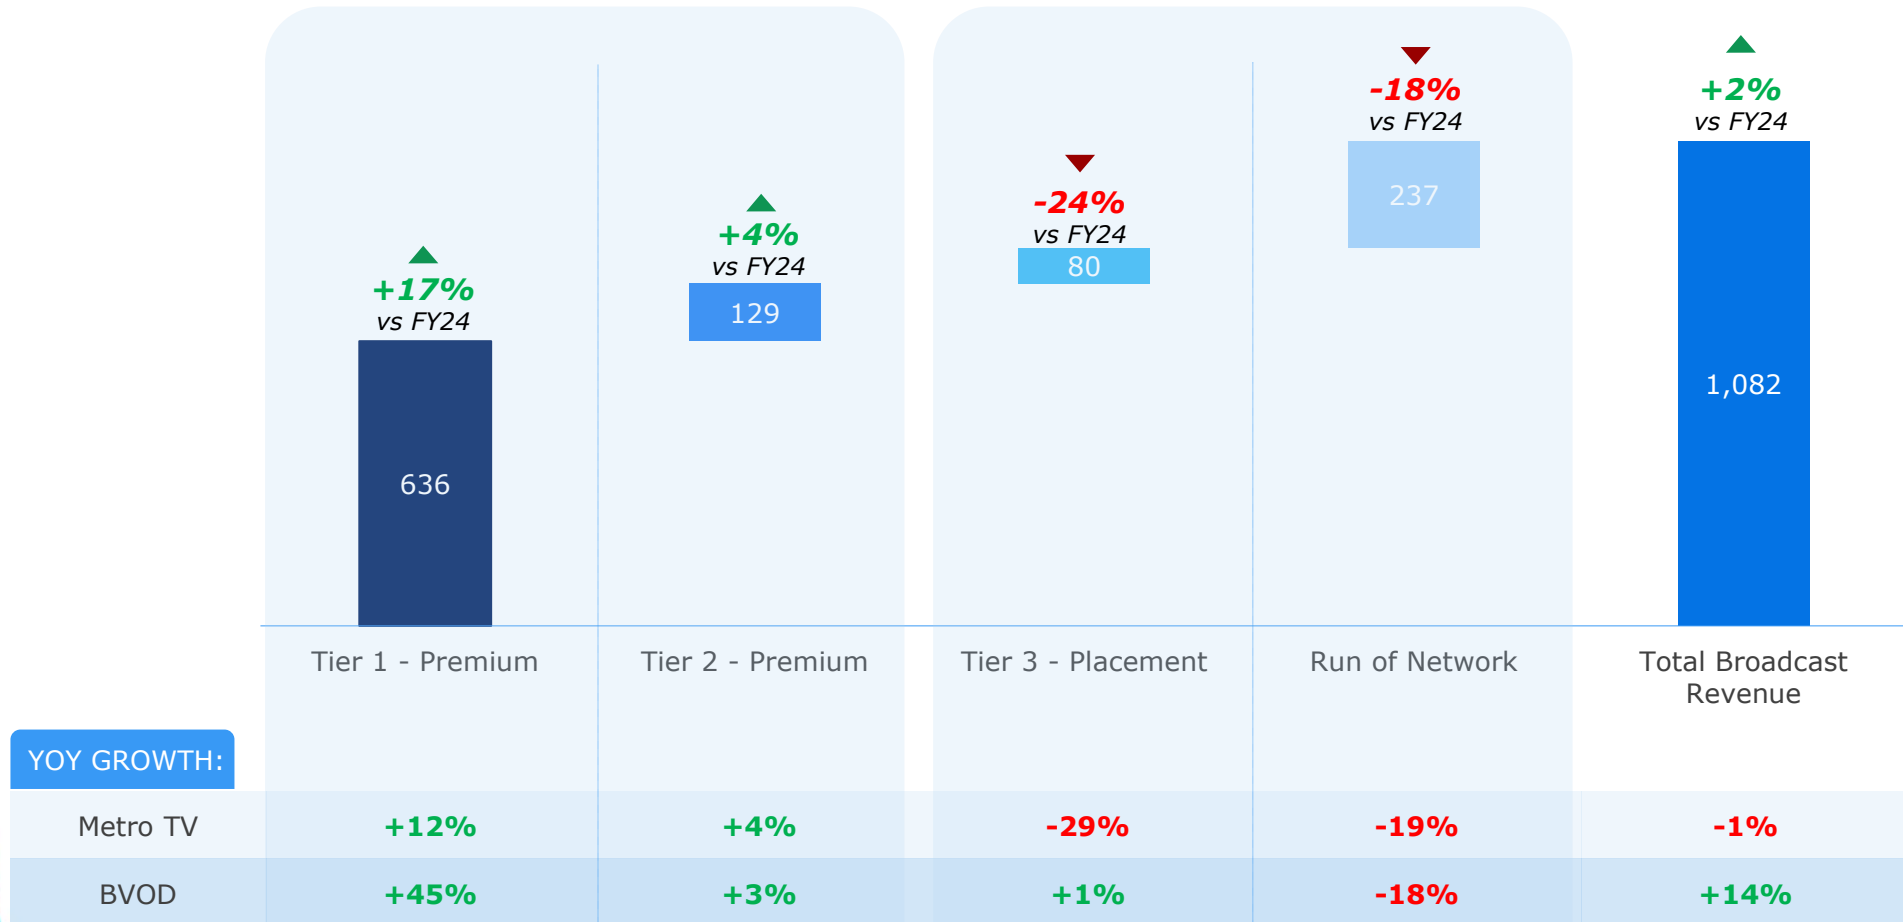 +17%
vs FY24
636
+4%
vs FY24
129
-24%
vs FY24
80
-18%
vs FY24
237
+2%
vs FY24
1,082
Tier 1 - Premium
Tier 2 - Premium
Tier 3 - Placement
Run of Network
Total Broadcast
Revenue
YOY GROWTH:
Metro TV +12% +4% -29% -19% -1%
BVOD +45% +3% +1% -18% +14%